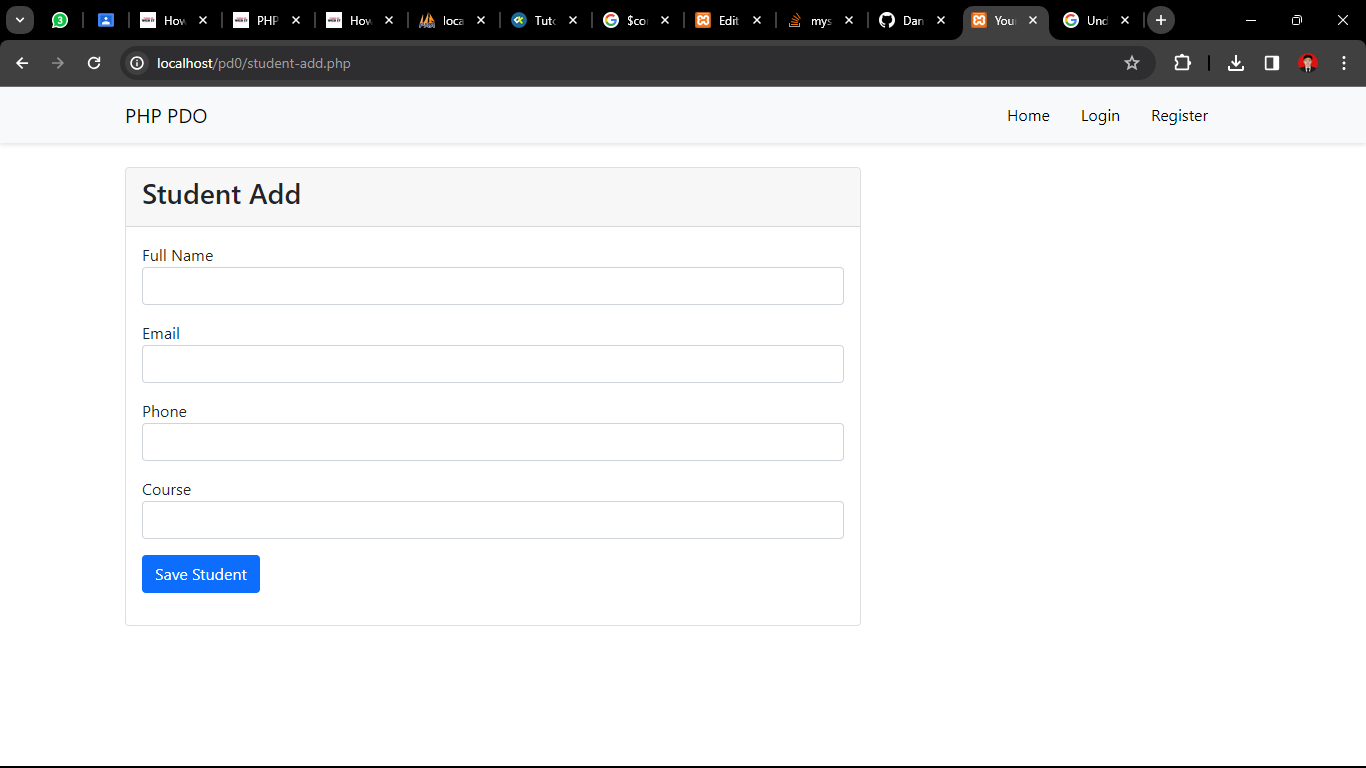 3
How
PHP
How
loca
Tuto
$co
Edit
mys
Dan
You
Und
localhost/pd0/student-add.php
PHP PDO
Home Login Register
Student Add
Full Name
Email
Phone
Course
Save Student